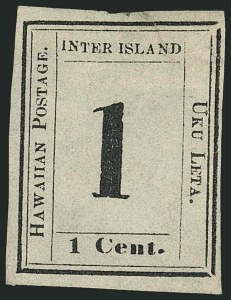 INTER ISLAND
HAWAIIAN POSTAGE.
1
UKU LETA.
1 Cent.